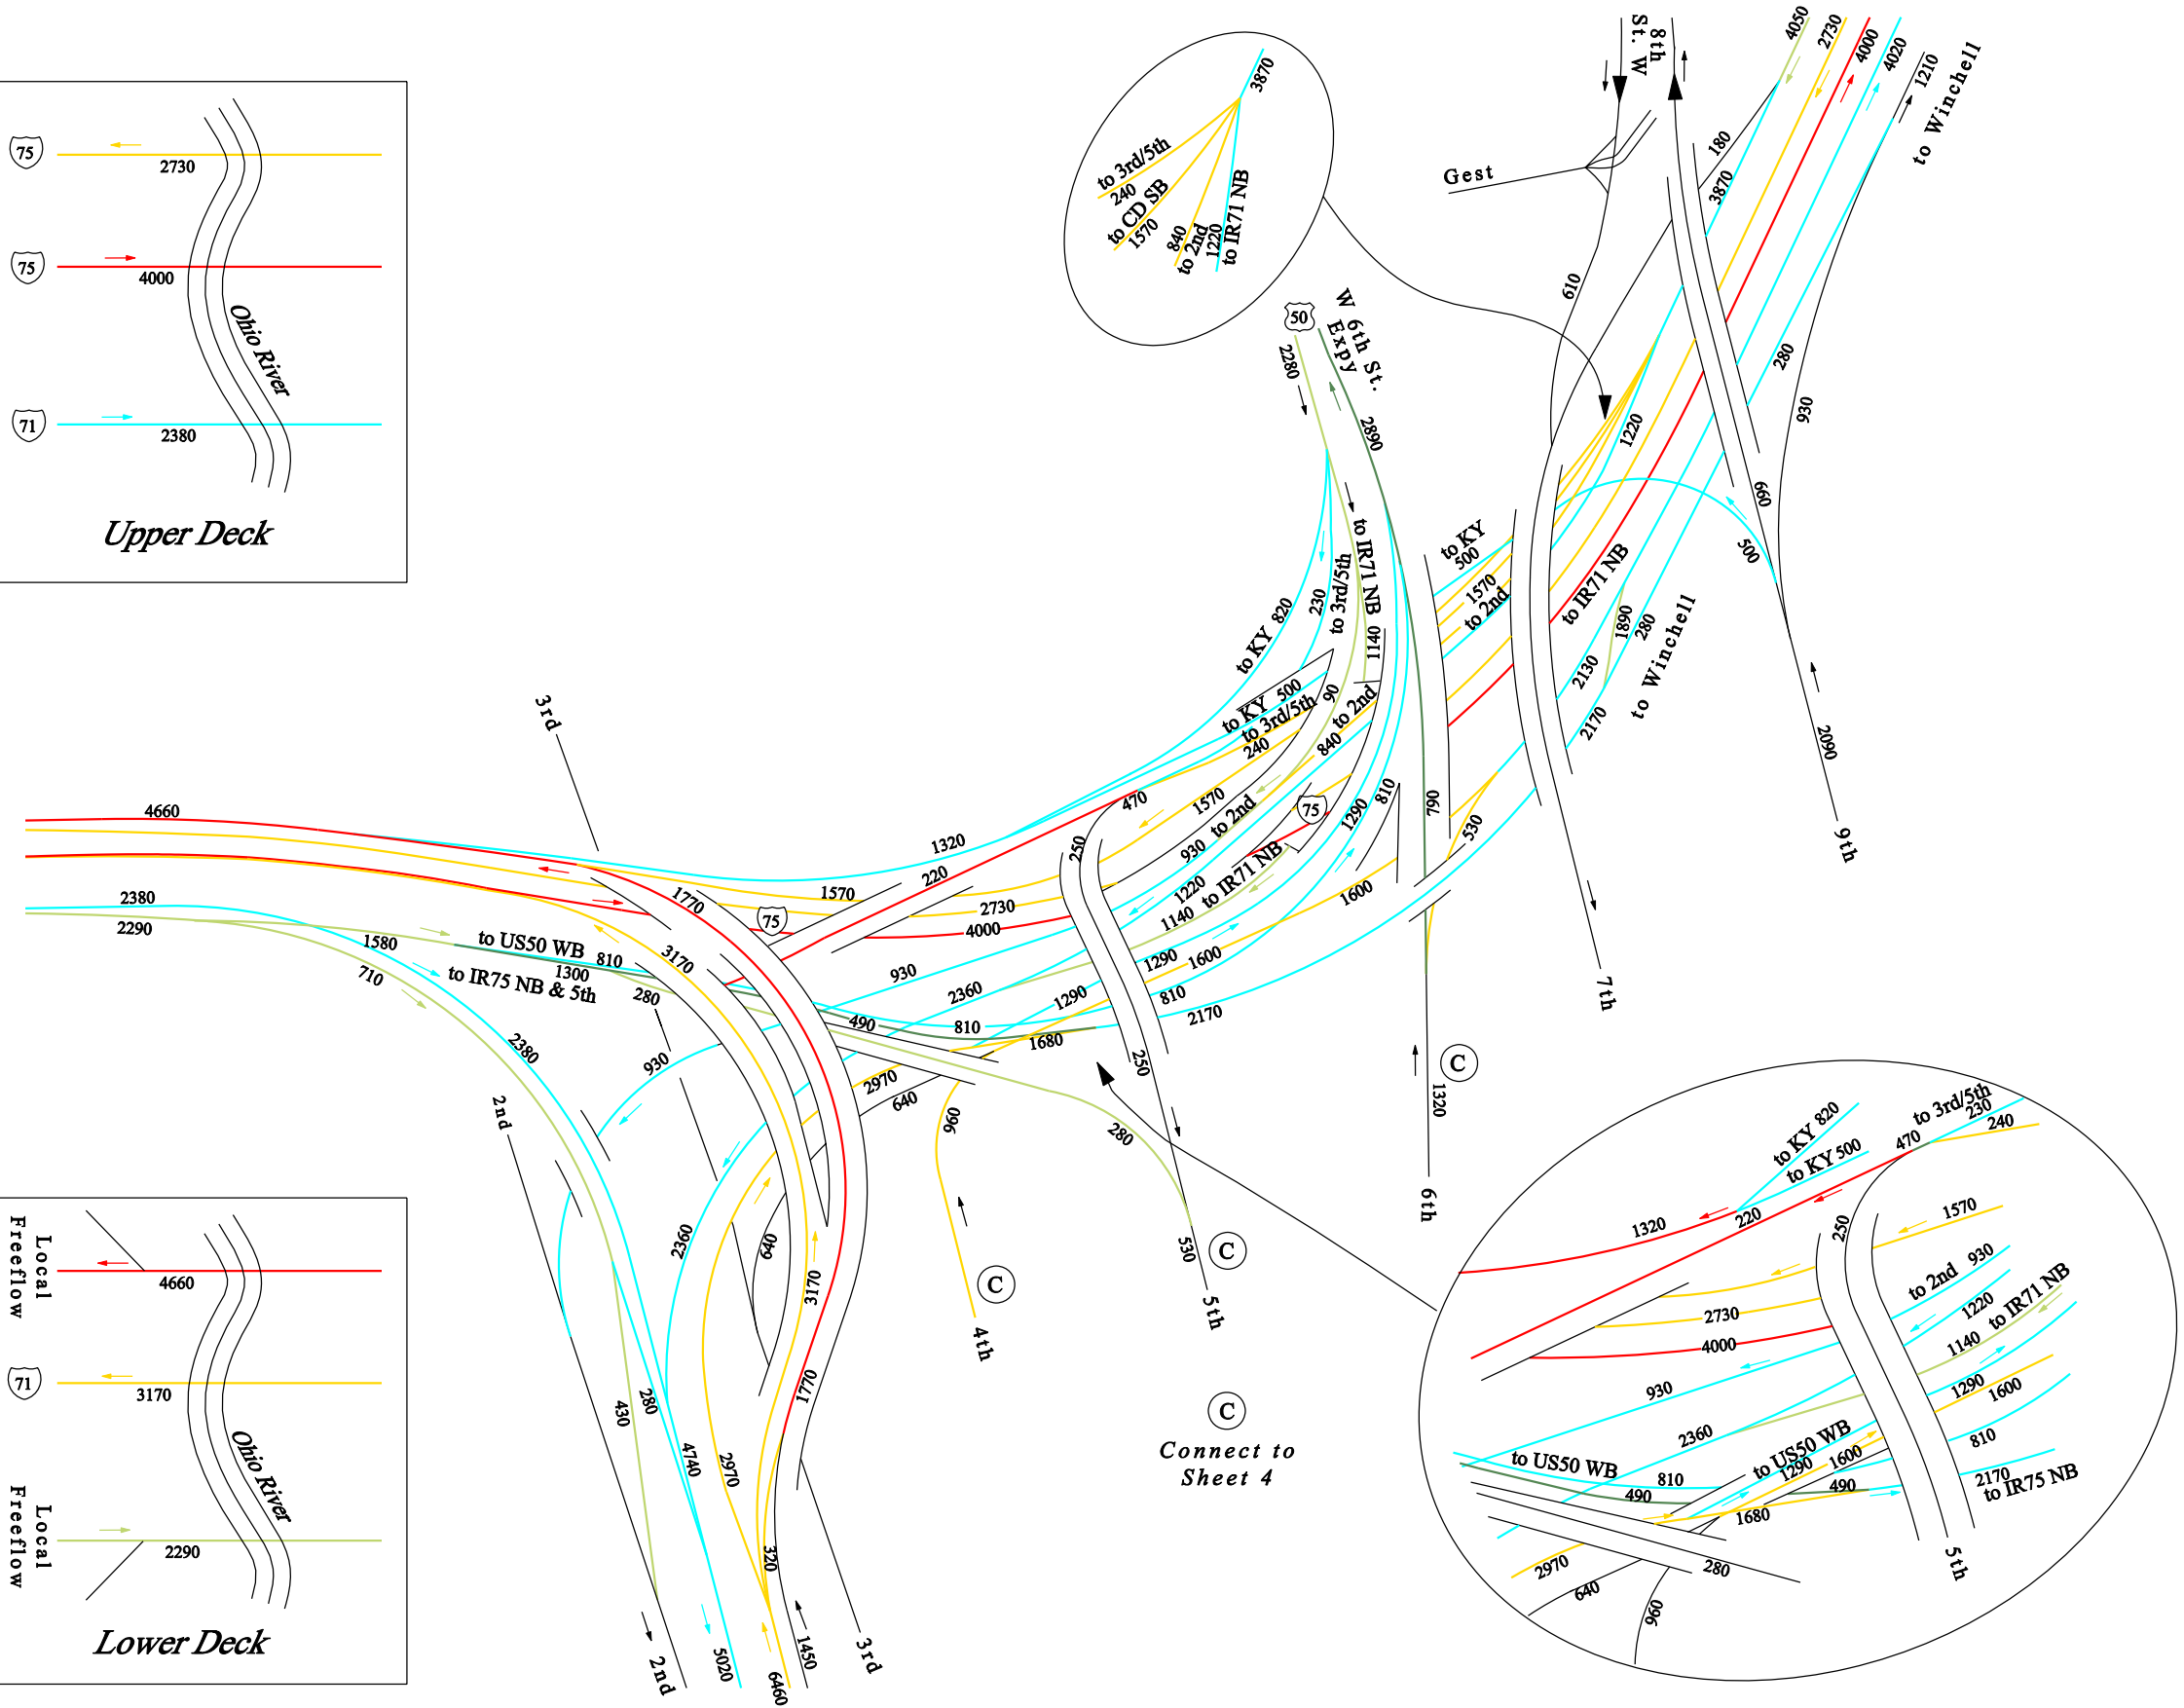 75
2730
75
4000
Ohio River
71
2380
Upper Deck
Local
Freeflow
4660
71
3170
Ohio River
Local
Freeflow
2290
Lower Deck
3870
to 3rd/5th
240
to CD SB
1570
840
to 2nd
1220
to IR71 NB
8th
St. W
Gest
4050
2730
4000
4020
1210
to Winchell
180
3870
610
280
930
1220
660
500
2090
9th
50
W 6th St.
Expy
2280
2890
to IR71 NB
1140
to 3rd/5th
230
to KY 820
to KY 500
to 3rd/5th
240
90
to 2nd
840
to KY
500
1570
to 2nd
to IR71 NB
1890
280
2130
2170
to Winchell
470
1570
930
to 2nd
75
1290
810
790
530
1220
1140
to IR71 NB
1600
250
1320
220
1570
2730
4000
75
3rd
4660
1770
3170
2380
2290
1580
to US50 WB
810
1300
to IR75 NB & 5th
280
710
930
2360
1290
1600
1290
810
2170
490
810
1680
2970
640
960
280
250
2380
930
2nd
2360
640
3170
1770
430
280
4740
2970
320
1450
6460
5020
2nd
3rd
C
4th
530
C
5th
C
1320
6th
7th
C
Connect to
Sheet 4
to KY 820
to KY 500
to 3rd/5th
230
470
240
1320
220
250
1570
2730
4000
to 2nd
930
1220
1140
to IR71 NB
930
1290
1600
2360
810
to US50 WB
810
490
to US50 WB
1290
1600
490
2170
to IR75 NB
1680
2970
640
960
280
5th